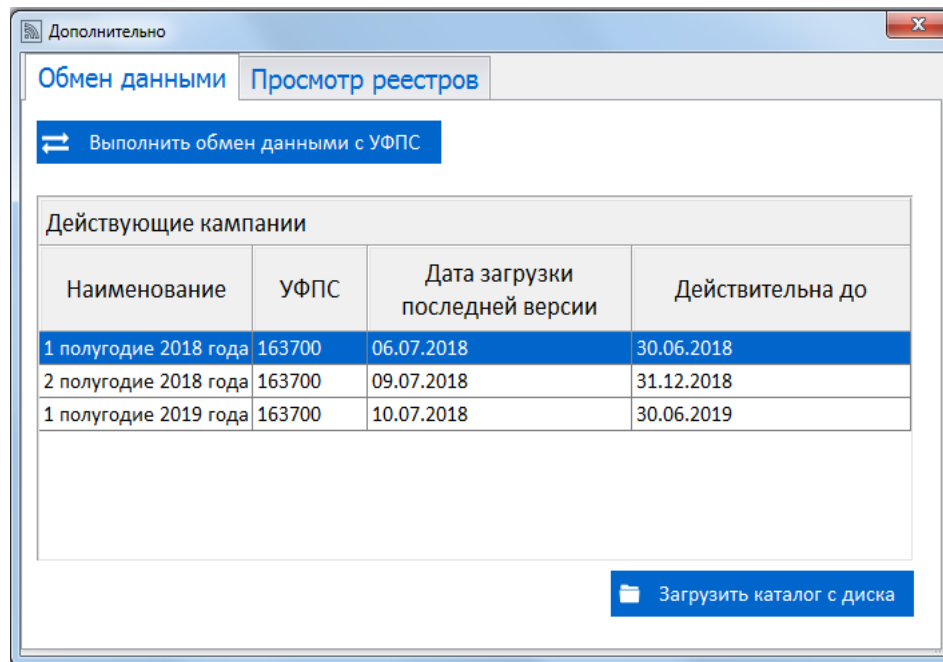 Дополнительно
Обмен данными Просмотр реестров
Выполнить обмен данными с УФПС
Действующие кампании
Наименование УФПС Дата загрузки последней версии Действительна до
1 полугодие 2018 года 163700 06.07.2018 30.06.2018
2 полугодие 2018 года 163700 09.07.2018 31.12.2018
1 полугодие 2019 года 163700 10.07.2018 30.06.2019
Загрузить каталог с диска